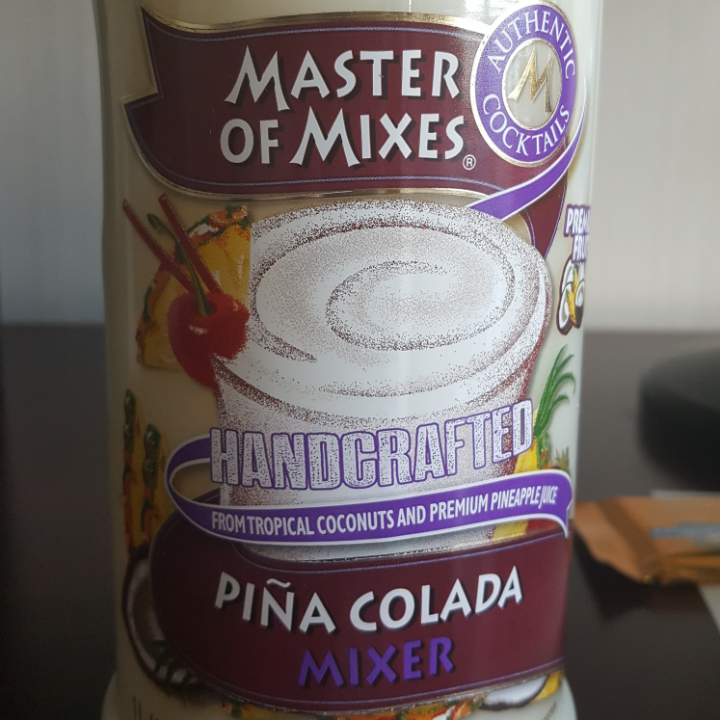 MASTER
OF MIXES®
AUTHENTIC
M
COCKTAILS
HANDCRAFTED
FROM TROPICAL COCONUTS AND PREMIUM PINEAPPLE JUICE
PIÑA COLADA
MIXER